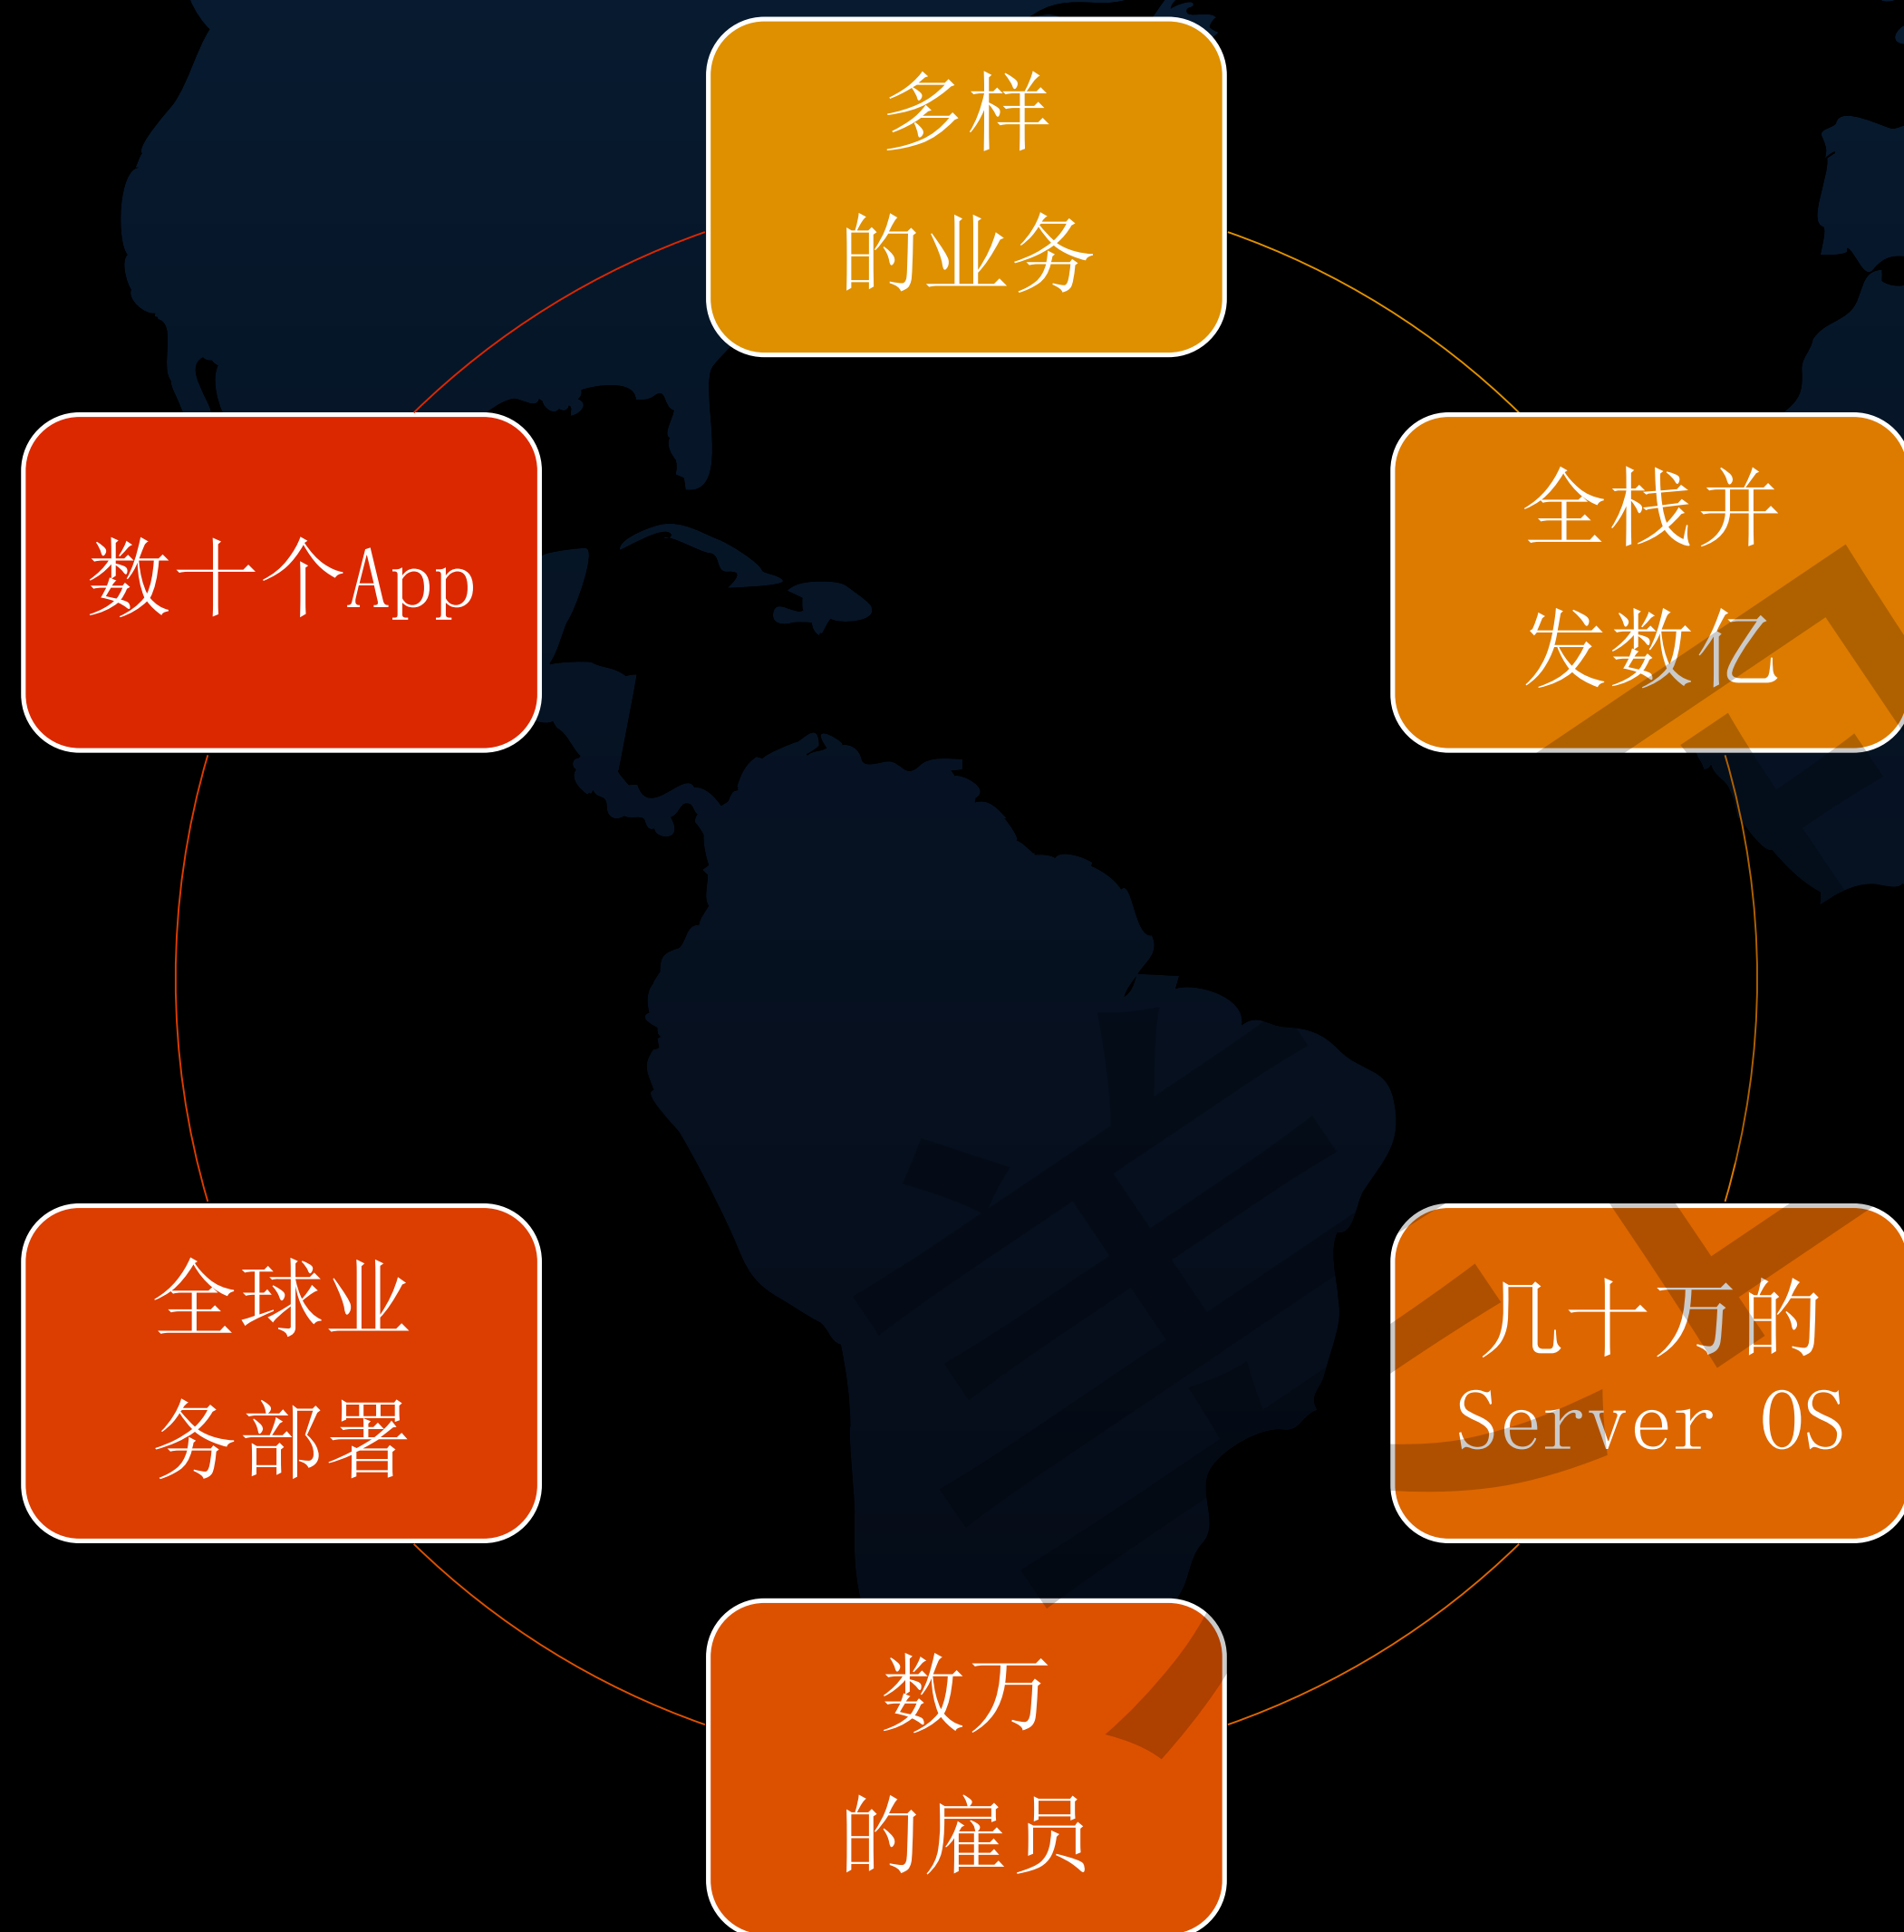 多样
的业务
全栈并
发数亿
几十万的
Server OS
数万
的雇员
全球业
务部署
数十个App